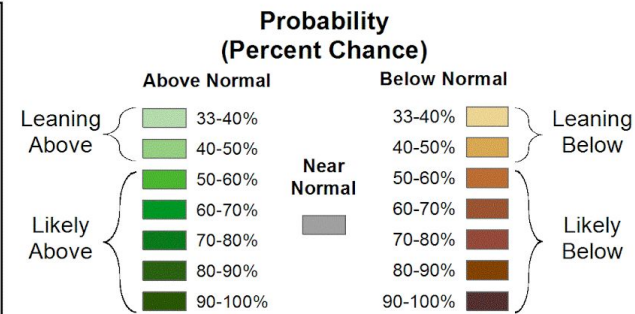 Probability
(Percent Chance)
Above Normal
Below Normal
Leaning
Above
33-40%
40-50%
Likely
Above
50-60%
60-70%
70-80%
80-90%
90-100%
Near
Normal
33-40%
40-50%
Leaning
Below
50-60%
60-70%
70-80%
80-90%
90-100%
Likely
Below